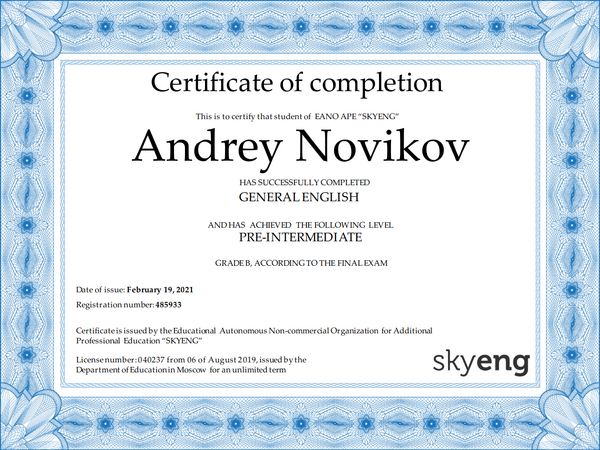 Certificate of completion
This is to certify that student of EANO APE “SKYENG”
Andrey Novikov
HAS SUCCESSFULLY COMPLETED
GENERAL ENGLISH
AND HAS ACHIEVED THE FOLLOWING LEVEL
PRE-INTERMEDIATE
GRADE B, ACCORDING TO THE FINAL EXAM
Date of issue: February 19, 2021
Registration number: 485933
Certificate is issued by the Educational Autonomous Non-commercial Organization for Additional
Professional Education “SKYENG”
License number: 040237 from 06 of August 2019, issued by the
Department of Education in Moscow for an unlimited term
skyeng